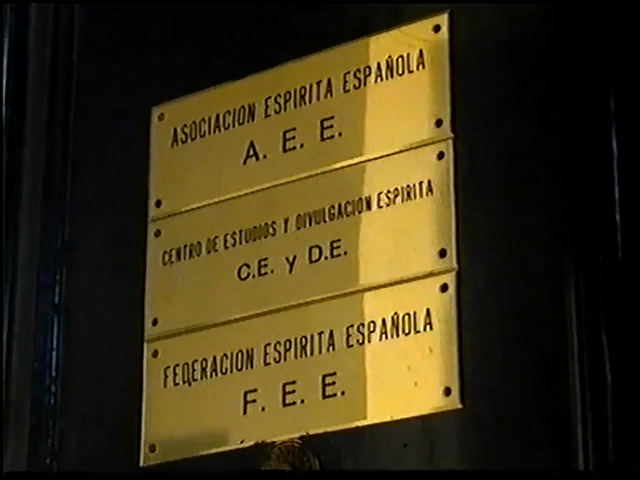 ASOCIACION ESPIRITA ESPAÑOLA
A. E. E.
CENTRO DE ESTUDIOS Y DIVULGACION ESPIRITA
C.E. Y D.E.
FEDERACION ESPIRITA ESPAÑOLA
F. E. E.